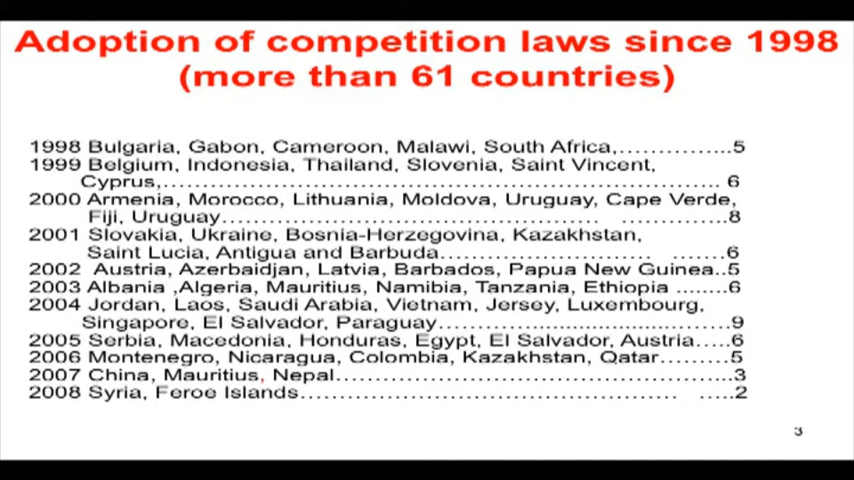 Adoption of competition laws since 1998
(more than 61 countries)
1998 Bulgaria, Gabon, Cameroon, Malawi, South Africa,……………..5
1999 Belgium, Indonesia, Thailand, Slovenia, Saint Vincent,
Cyprus,…………………………………………………………………….. 6
2000 Armenia, Morocco, Lithuania, Moldova, Uruguay, Cape Verde,
Fiji, Uruguay………………………………………………… …………..8
2001 Slovakia, Ukraine, Bosnia-Herzegovina, Kazakhstan,
Saint Lucia, Antigua and Barbuda…………………………… …….6
2002 Austria, Azerbaidjan, Latvia, Barbados, Papua New Guinea..5
2003 Albania ,Algeria, Mauritius, Namibia, Tanzania, Ethiopia ……..6
2004 Jordan, Laos, Saudi Arabia, Vietnam, Jersey, Luxembourg,
Singapore, El Salvador, Paraguay……………………………………..9
2005 Serbia, Macedonia, Honduras, Egypt, El Salvador, Austria…..6
2006 Montenegro, Nicaragua, Colombia, Kazakhstan, Qatar………5
2007 China, Mauritius, Nepal…………………………………………………...3
2008 Syria, Feroe Islands………………………………………………… …..2
3